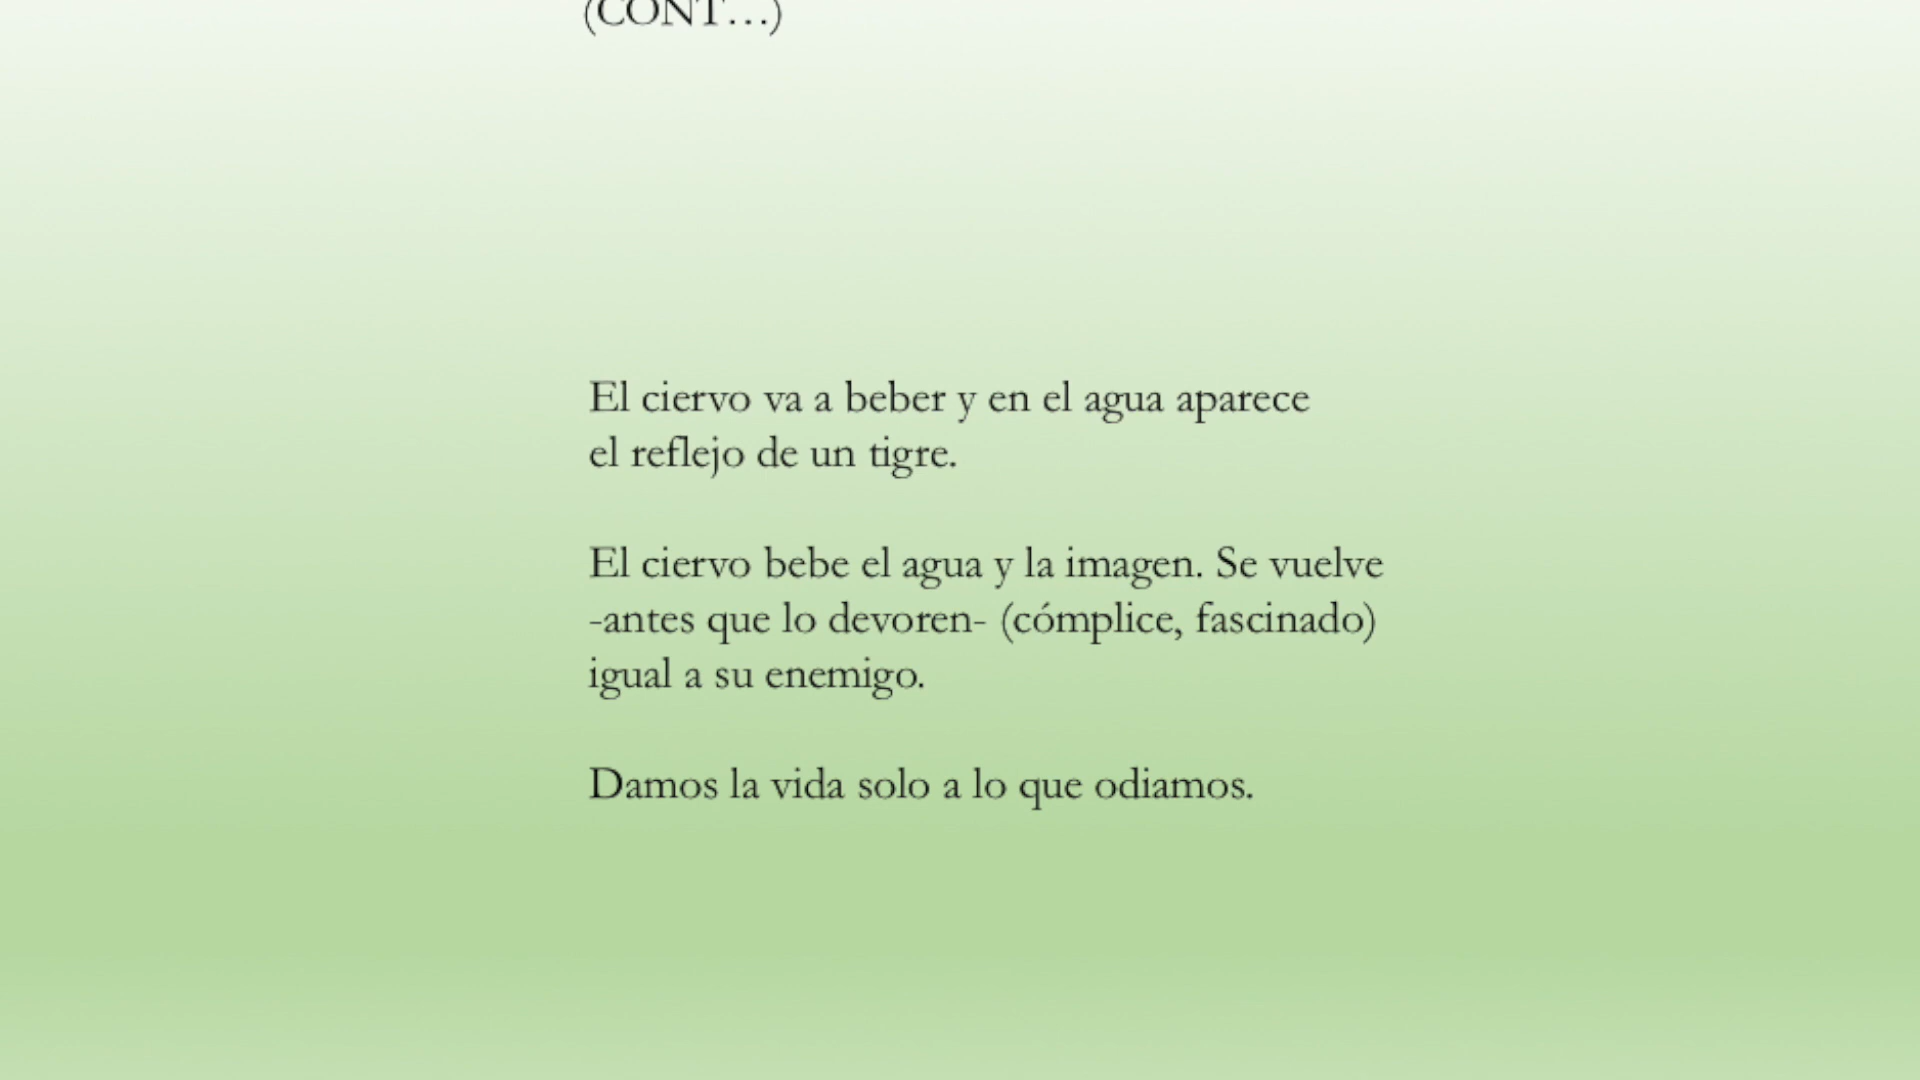 (CONT…)
El ciervo va a beber y en el agua aparece
el reflejo de un tigre.
El ciervo bebe el agua y la imagen. Se vuelve
-antes que lo devoren- (cómplice, fascinado)
igual a su enemigo.
Damos la vida solo a lo que odiamos.